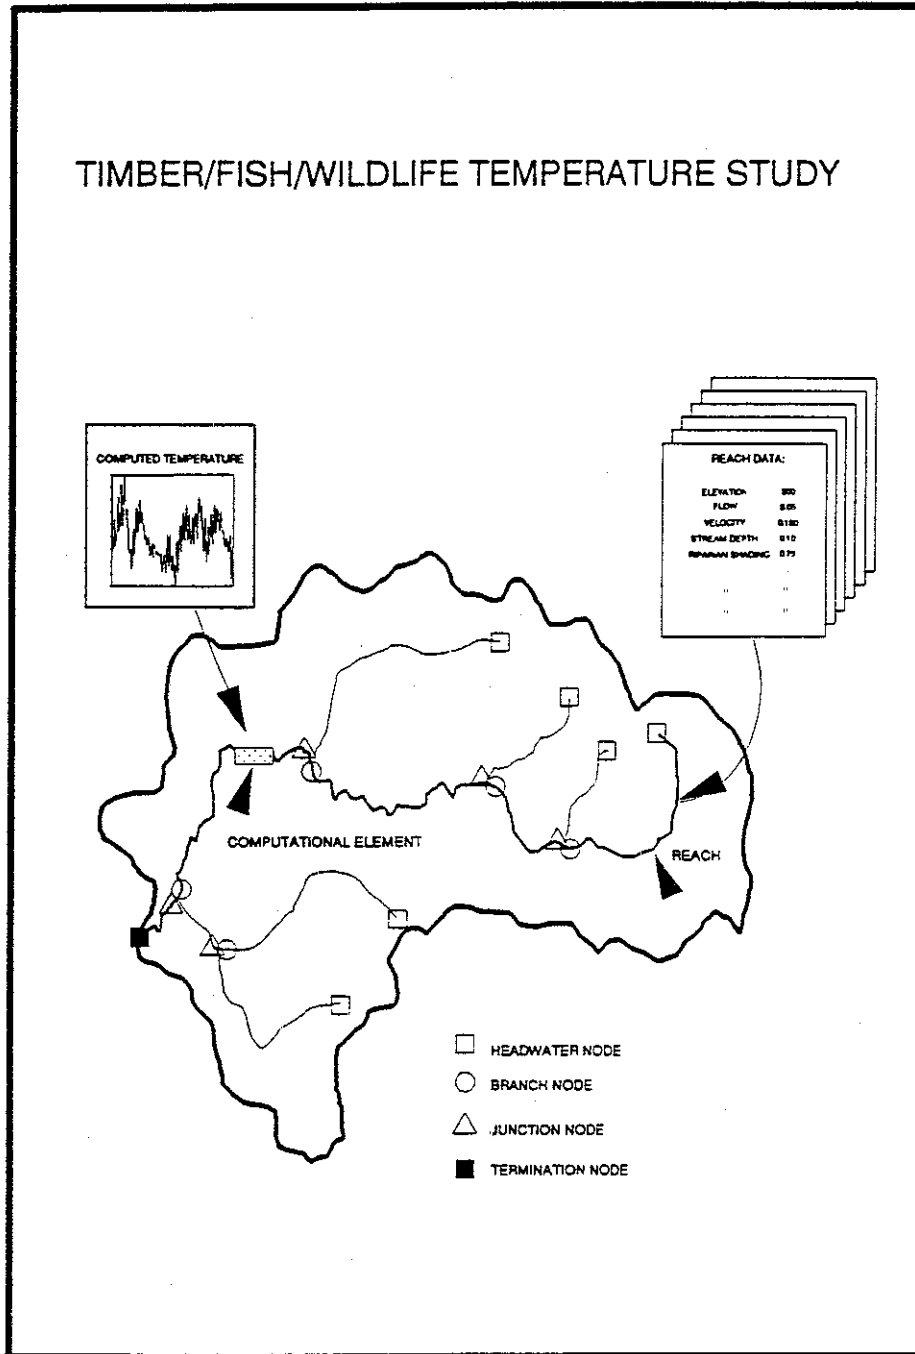 TIMBER/FISH/WILDLIFE TEMPERATURE STUDY
COMPUTED TEMPERATURE
REACH DATA:
ELEVATION
FLOW
VELOCITY
STREAM DEPTH
RIPARIAN SHADING
" "
" "
COMPUTATIONAL ELEMENT
REACH
HEADWATER NODE
BRANCH NODE
JUNCTION NODE
TERMINATION NODE